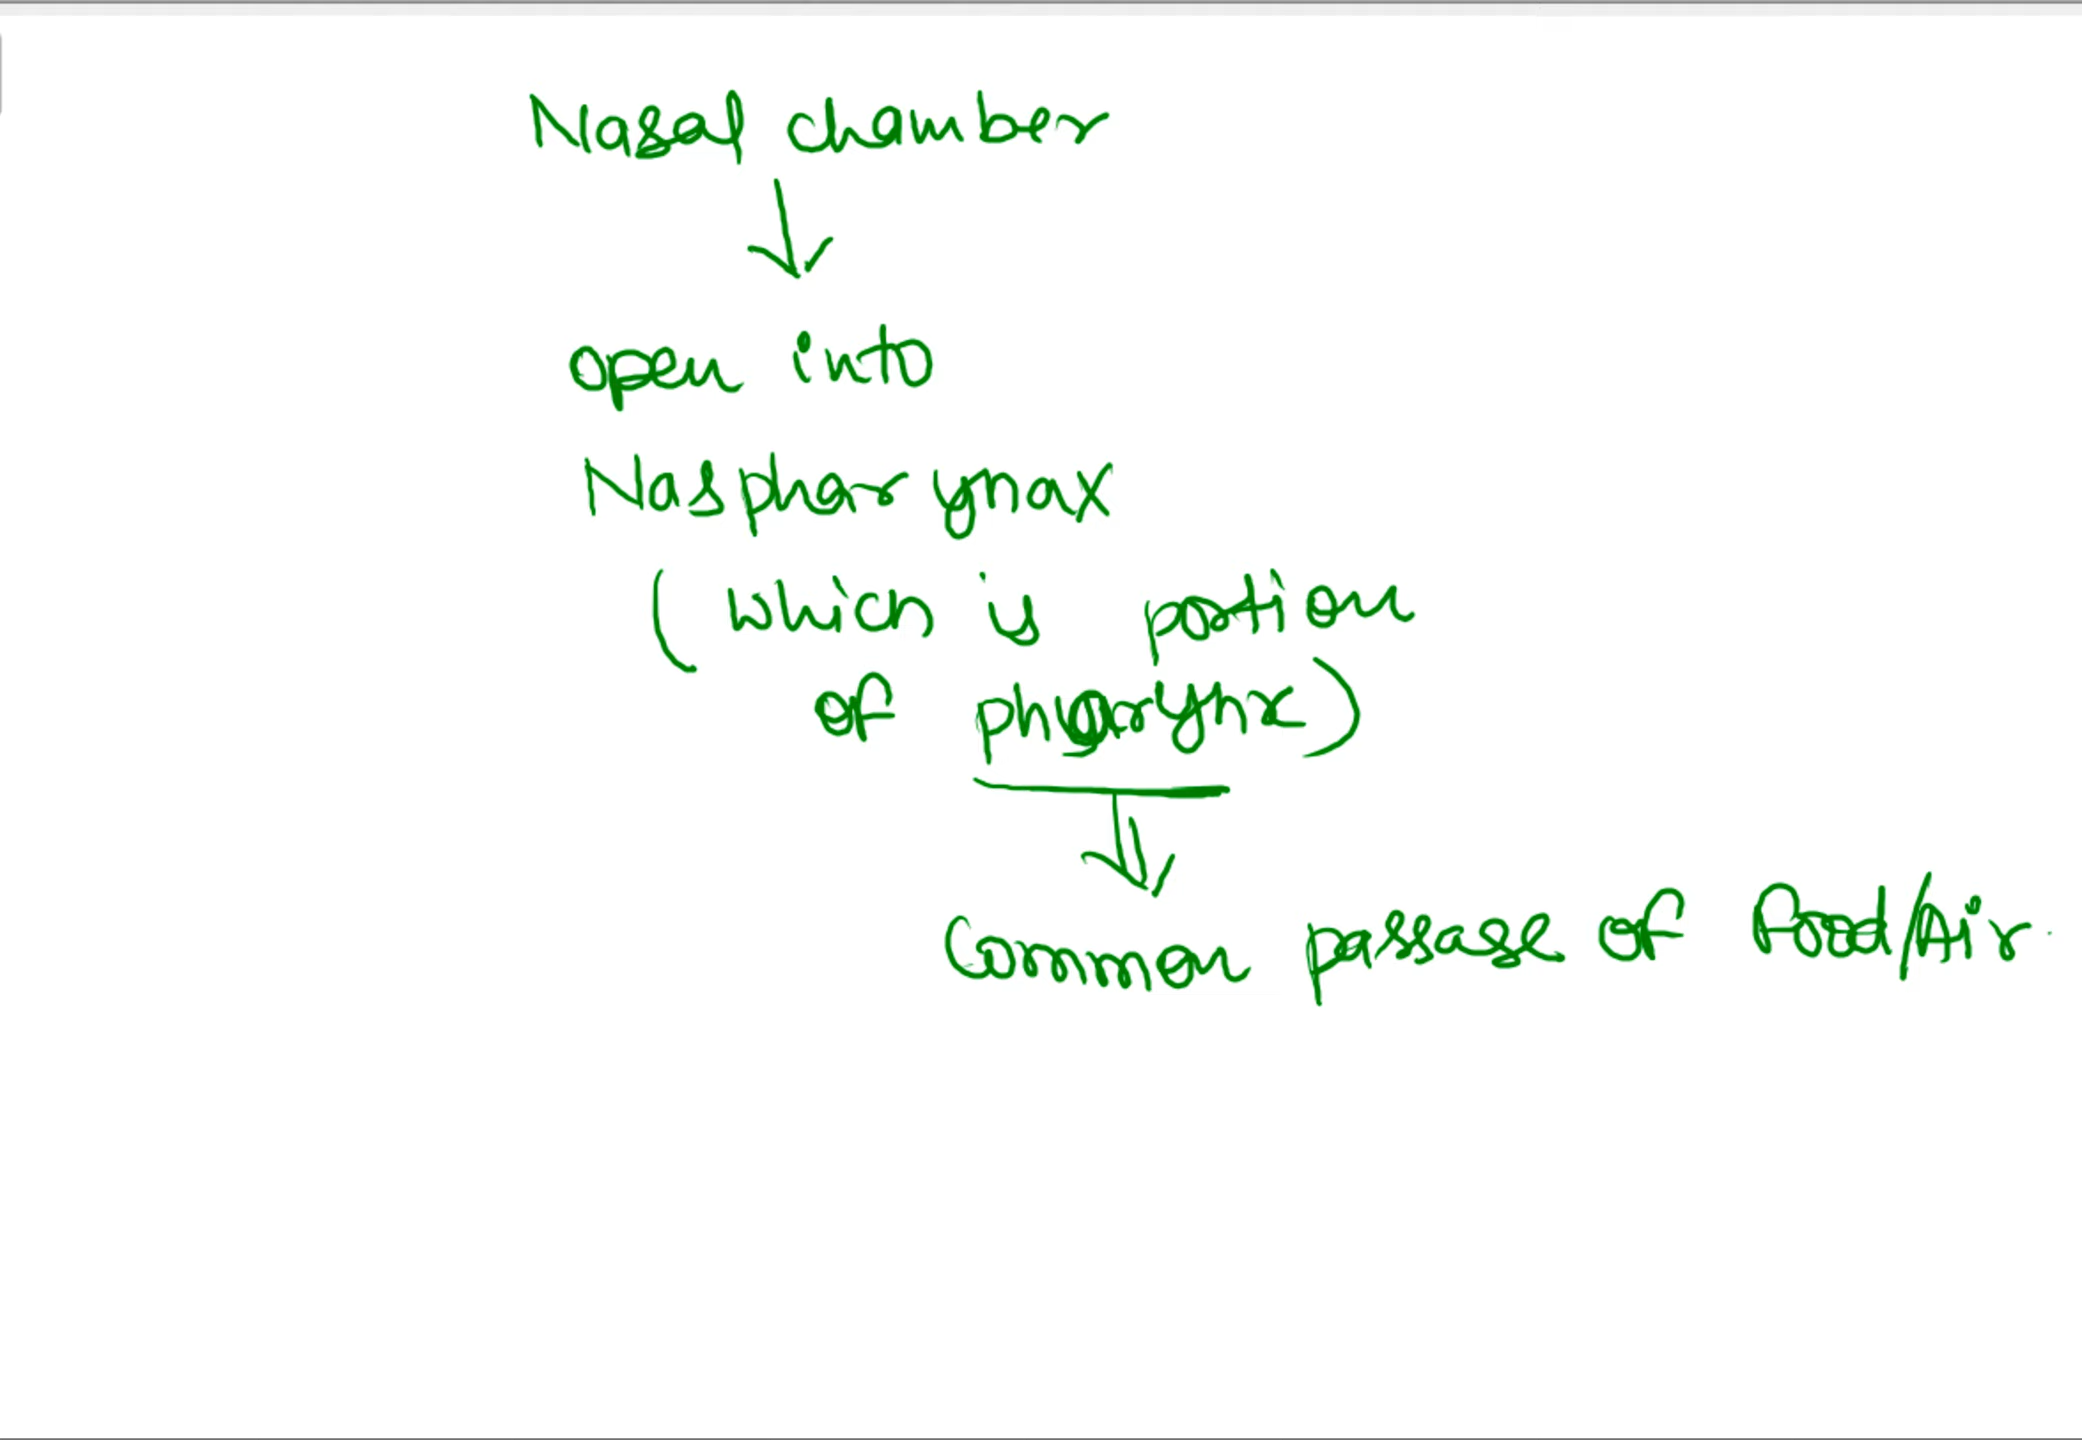 Nasal chamber
open into
Naspharynax
(which is portion
of pharynx)
Common passage of food/Air.